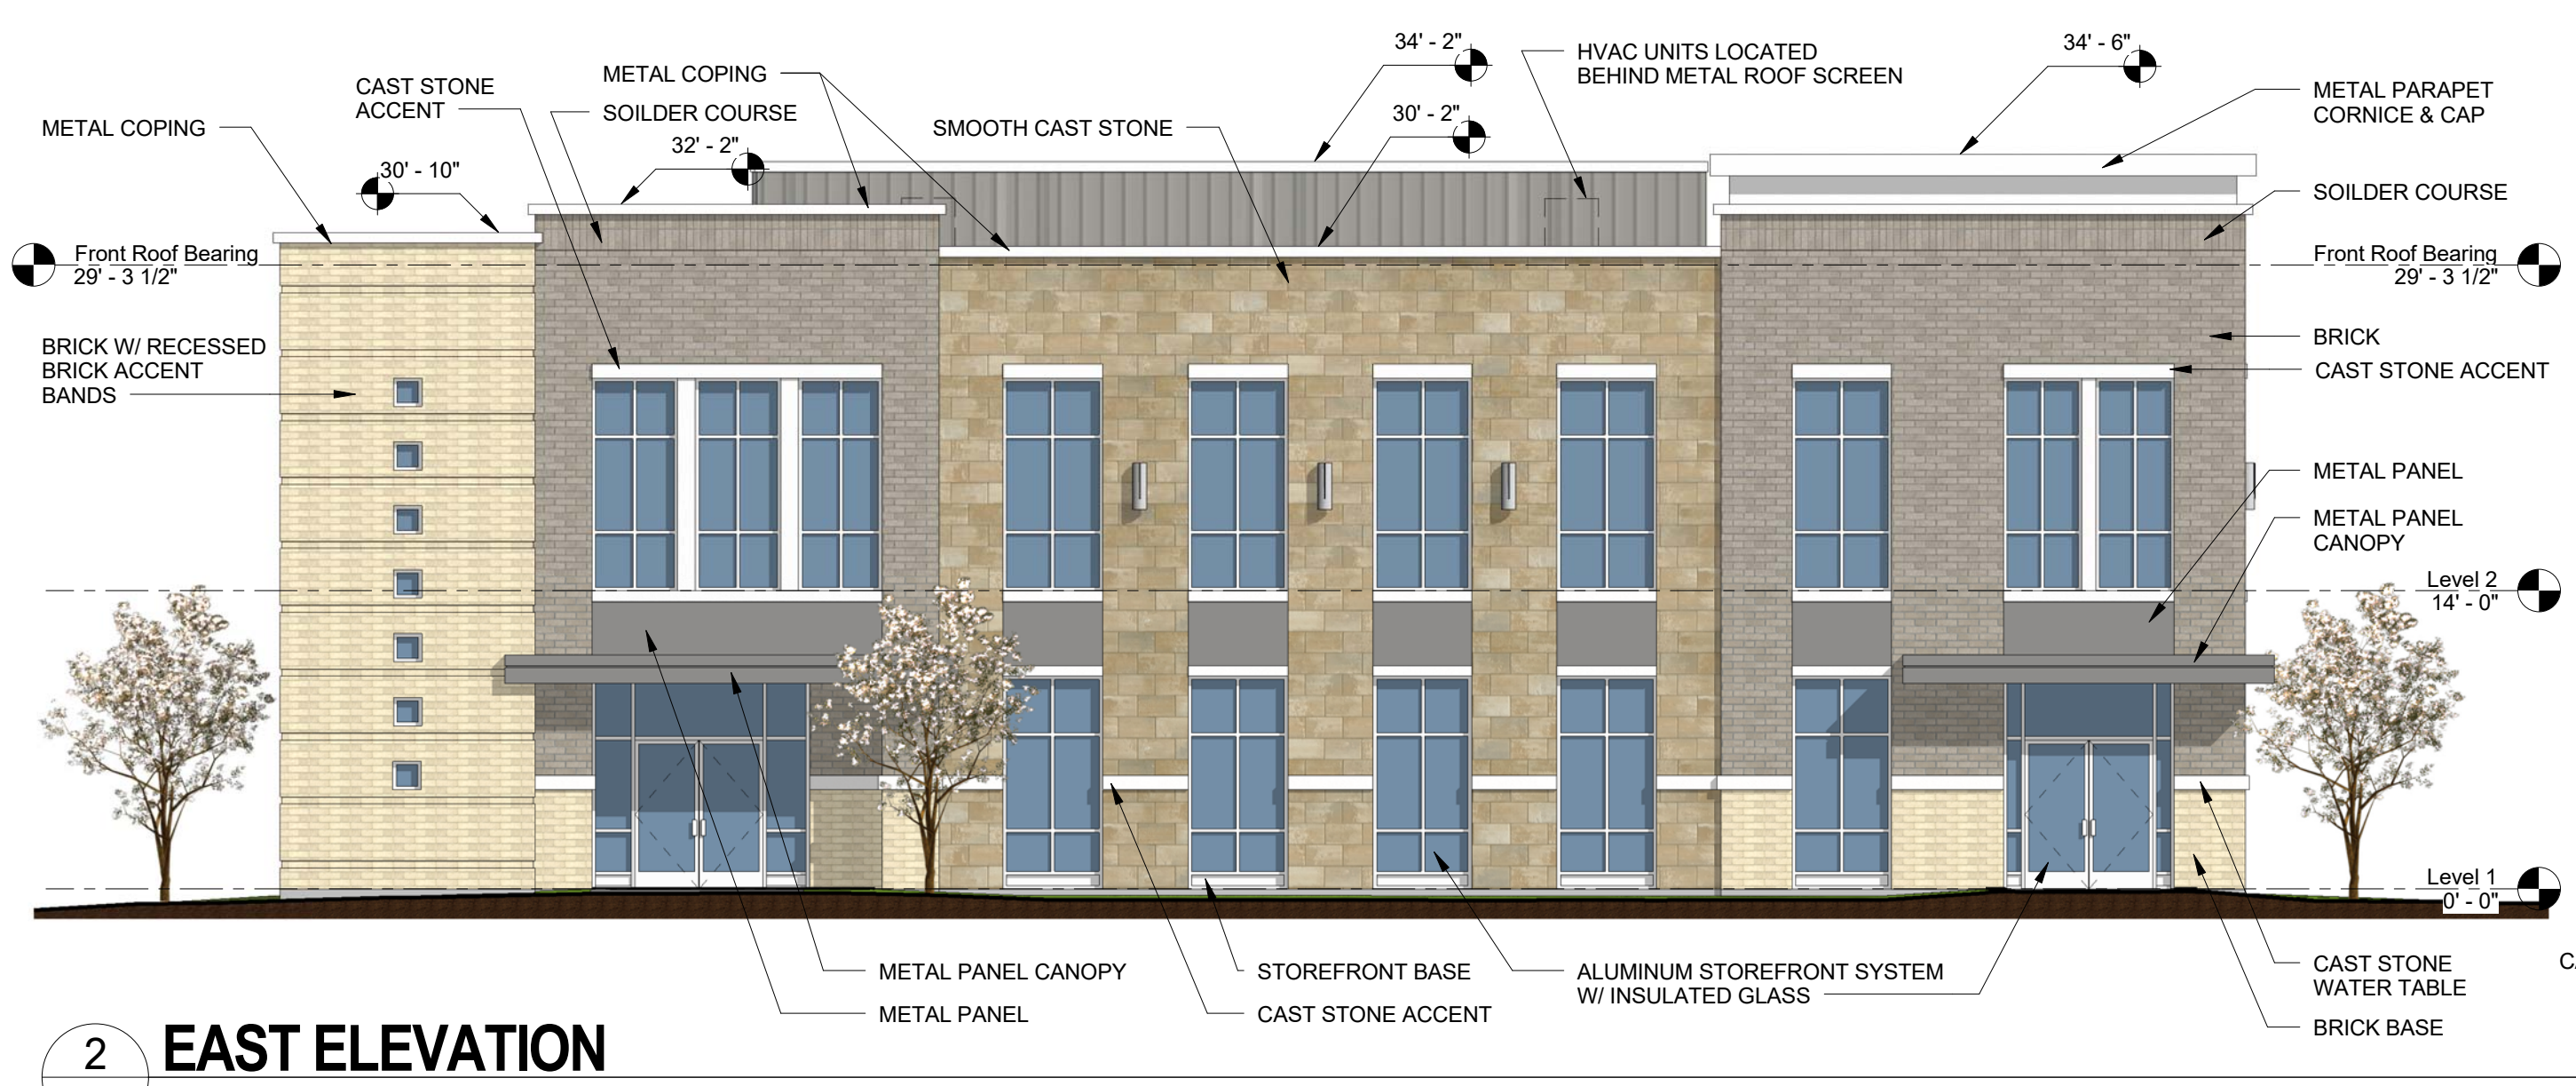 34' - 2"
34' - 6"
HVAC UNITS LOCATED
BEHIND METAL ROOF SCREEN
METAL COPING
CAST STONE
ACCENT
METAL PARAPET
CORNICE & CAP
SOILDER COURSE
30' - 2"
METAL COPING
SMOOTH CAST STONE
32' - 2"
30' - 10"
SOILDER COURSE
Front Roof Bearing
29' - 3 1/2"
Front Roof Bearing
29' - 3 1/2"
BRICK W/ RECESSED
BRICK ACCENT
BANDS
BRICK
CAST STONE ACCENT
METAL PANEL
METAL PANEL
CANOPY
Level 2
14' - 0"
Level 1
0' - 0"
METAL PANEL CANOPY
METAL PANEL
STOREFRONT BASE
CAST STONE ACCENT
ALUMINUM STOREFRONT SYSTEM
W/ INSULATED GLASS
CAST STONE
WATER TABLE
BRICK BASE
2
EAST ELEVATION